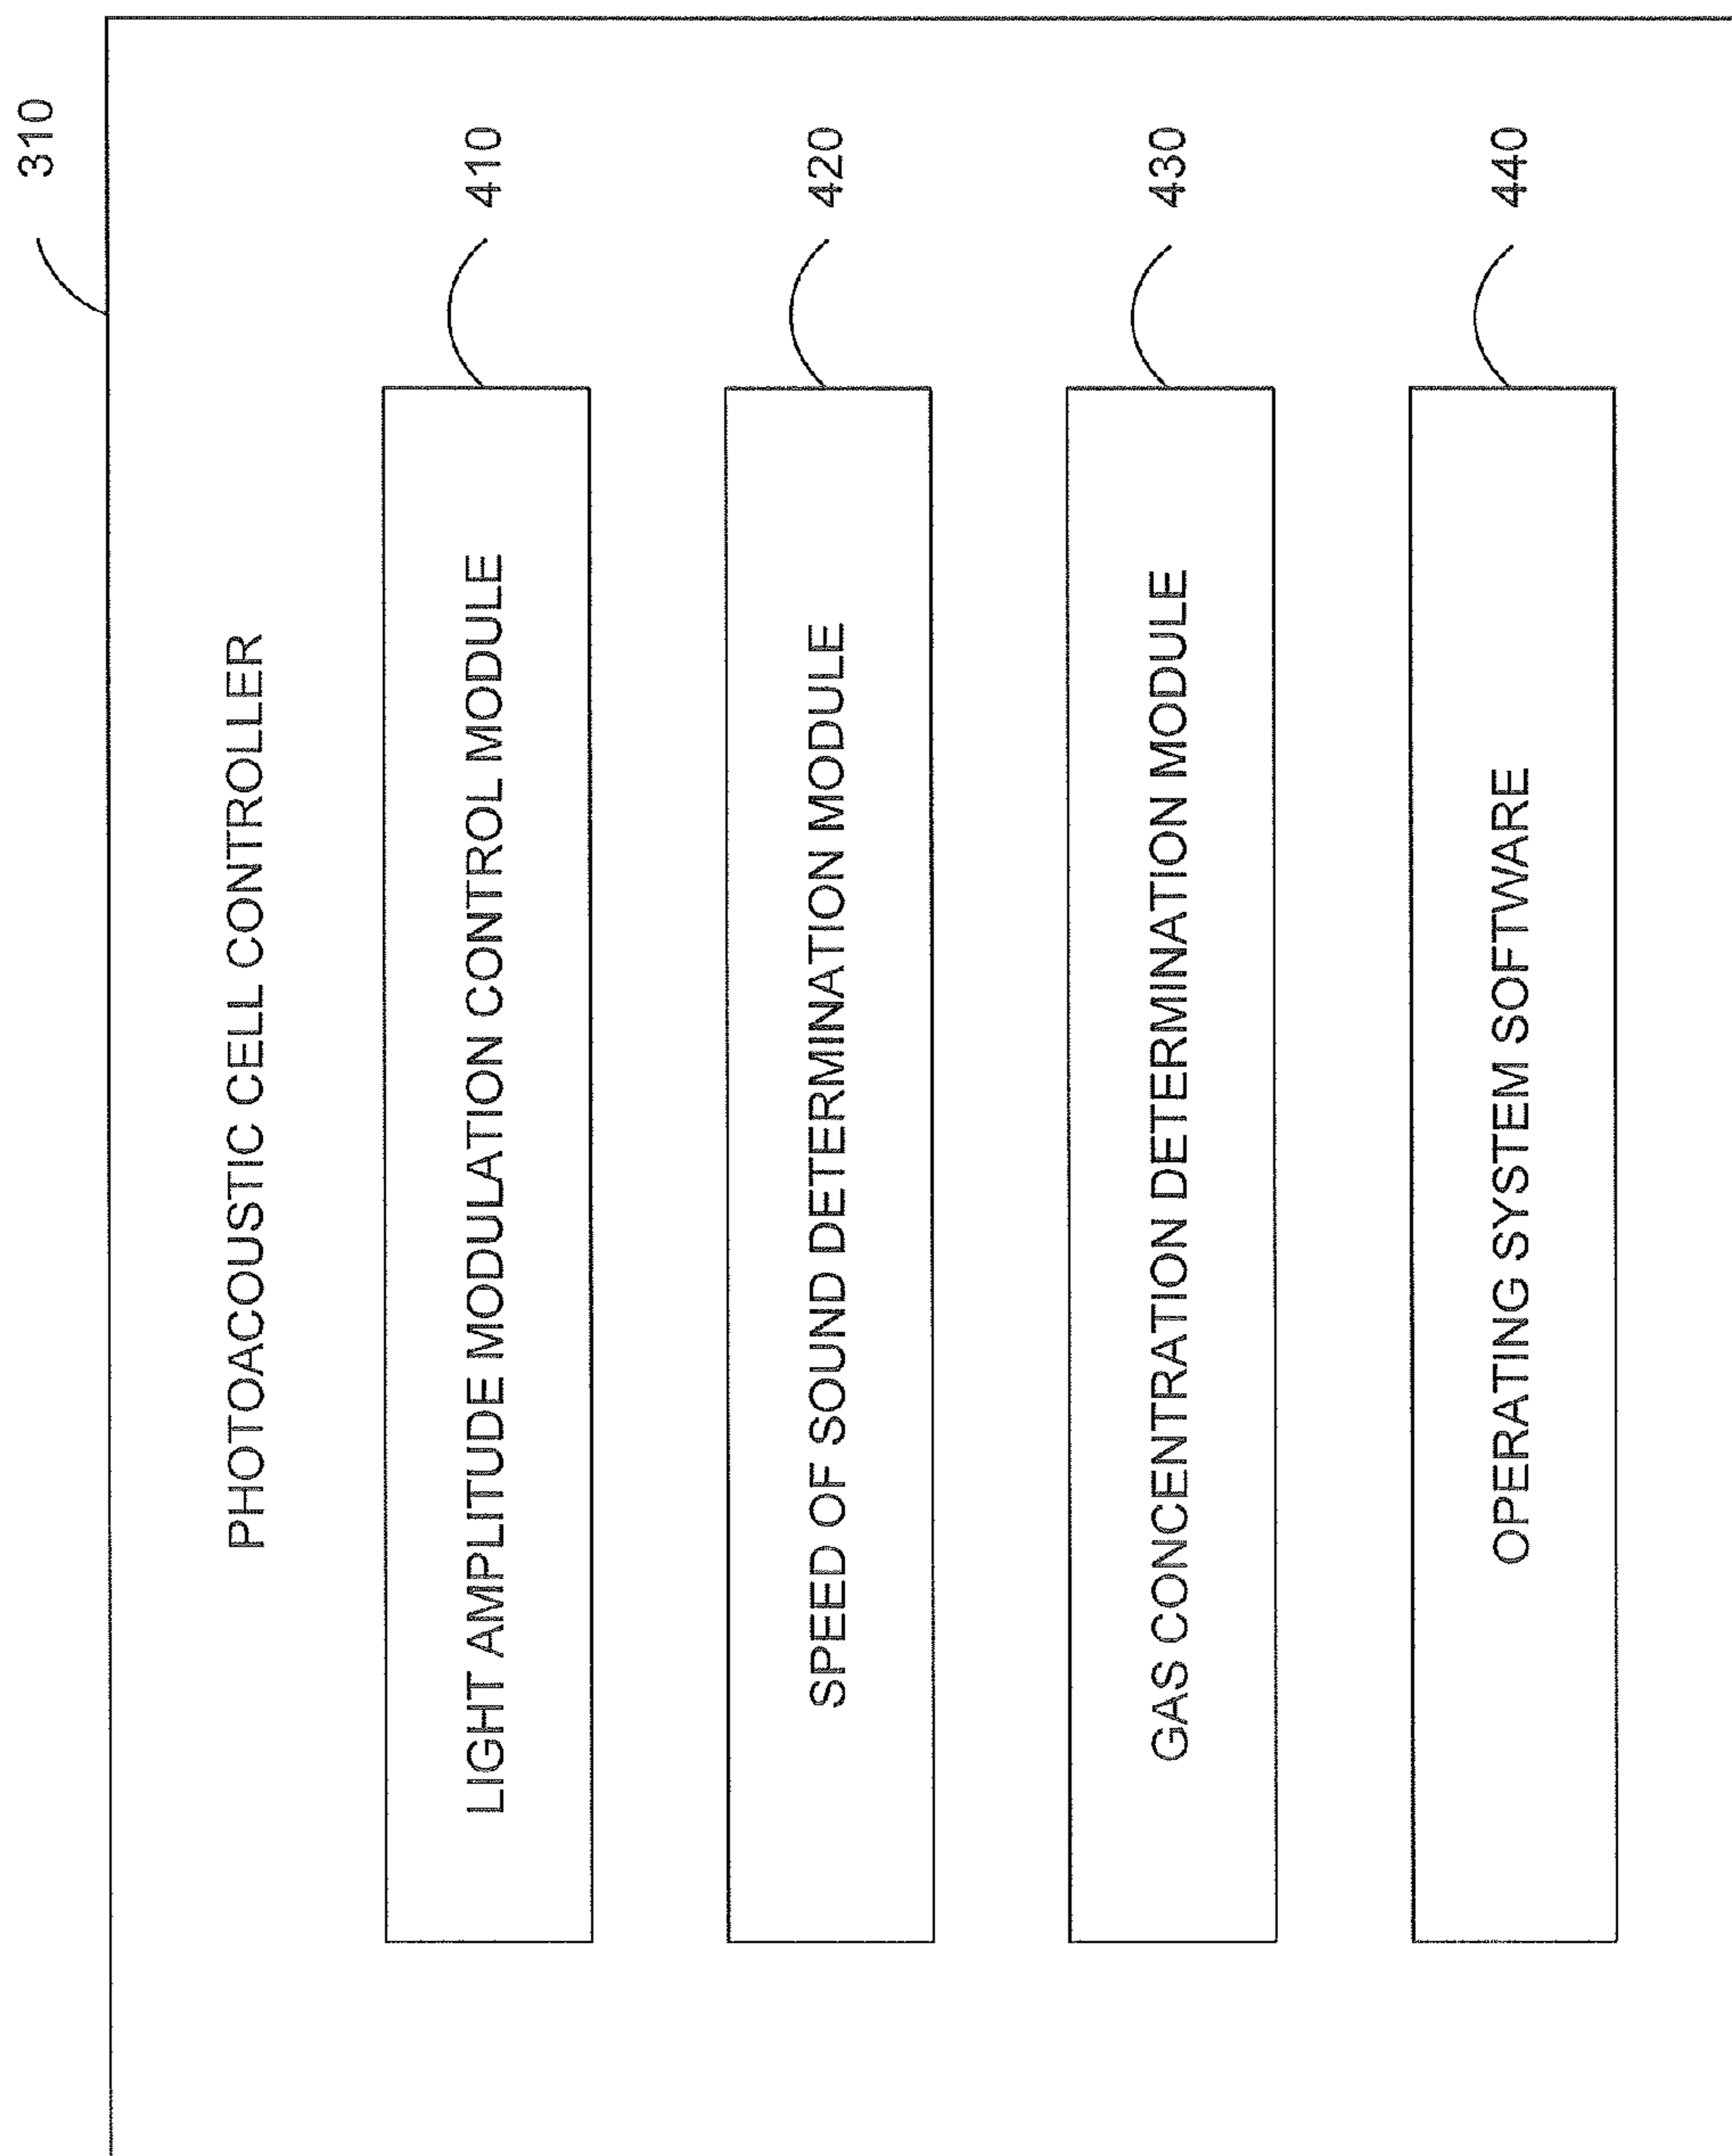 310
PHOTOACOUSTIC CELL CONTROLLER
LIGHT AMPLITUDE MODULATION CONTROL MODULE
410
SPEED OF SOUND DETERMINATION MODULE
420
GAS CONCENTRATION DETERMINATION MODULE
430
OPERATING SYSTEM SOFTWARE
440